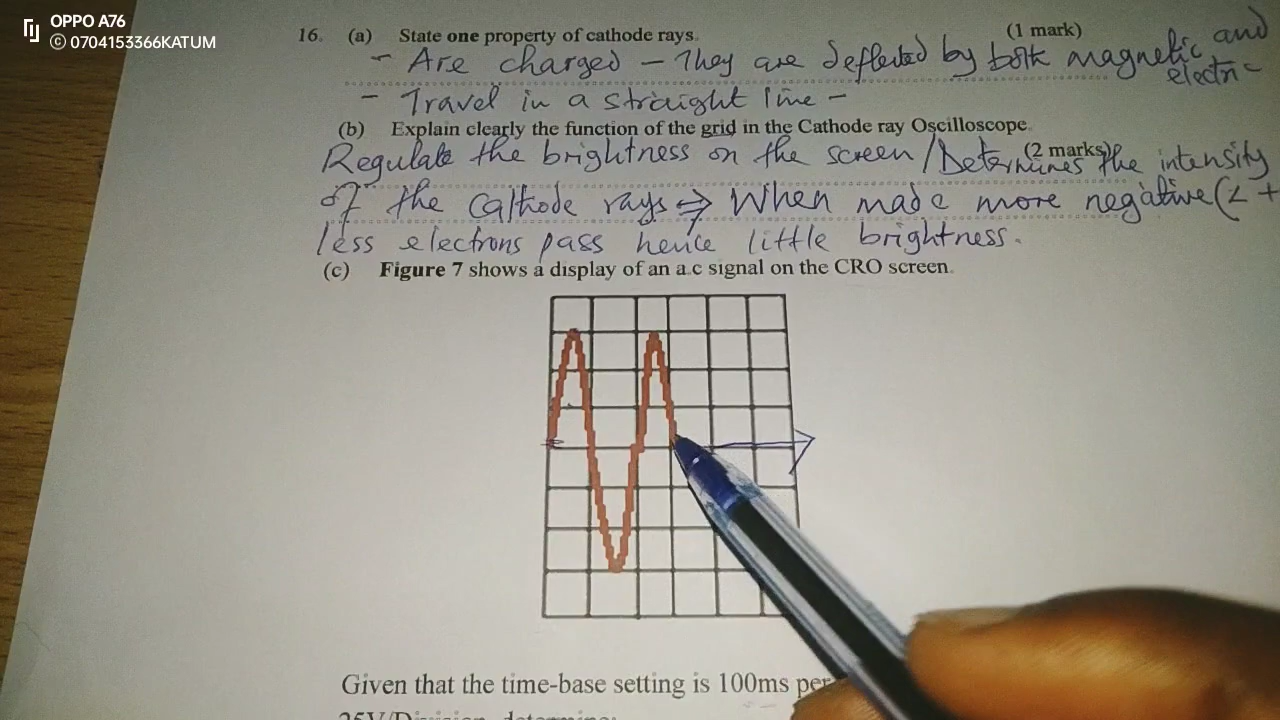 OPPO A76
© 0704153366KATUM
16. (a) State one property of cathode rays. (1 mark)
- Are charged - They are deflected by both magnetic and electric -
- Travel in a straight line -
(b) Explain clearly the function of the grid in the Cathode ray Oscilloscope.
(2 marks)
Regulate the brightness on the screen / Determines the intensity
of the cathode rays ⇒ When made more negative (
less electrons pass hence little brightness.
(c) Figure 7 shows a display of an a.c signal on the CRO screen.
Given that the time-base setting is 100ms per
25V/Division, determine: